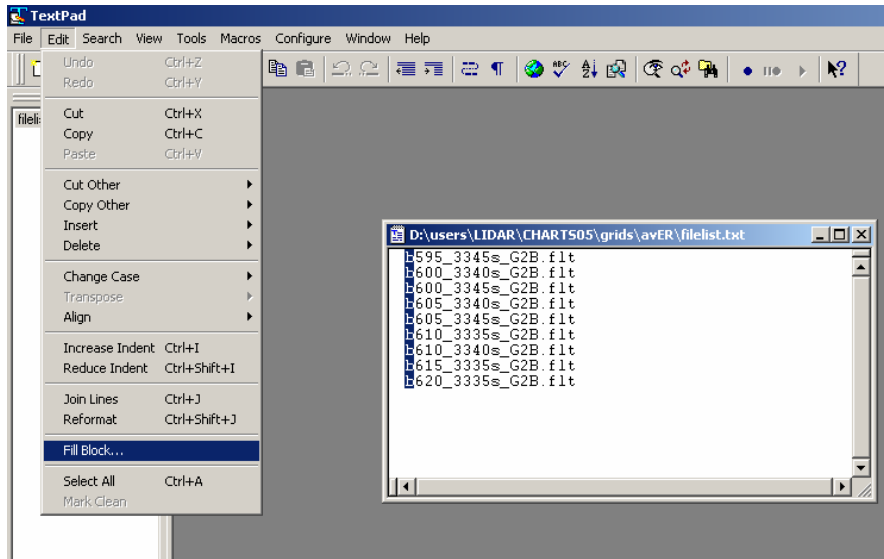 TextPad
File Edit Search View Tools Macros Configure Window Help
Undo Ctrl+Z
Redo Ctrl+Y
Cut Ctrl+X
Copy Ctrl+C
Paste Ctrl+V
Cut Other
Copy Other
Insert
Delete
Change Case
Transpose
Align
Increase Indent Ctrl+I
Reduce Indent Ctrl+Shift+I
Join Lines Ctrl+J
Reformat Ctrl+Shift+J
Fill Block...
Select All Ctrl+A
Mark Clean
D:\users\LIDAR\CHARTS05\grids\avER\filelist.txt
b595_3345s_G2B.flt
b600_3340s_G2B.flt
b600_3345s_G2B.flt
b605_3340s_G2B.flt
b605_3345s_G2B.flt
b610_3335s_G2B.flt
b610_3340s_G2B.flt
b615_3335s_G2B.flt
b620_3335s_G2B.flt